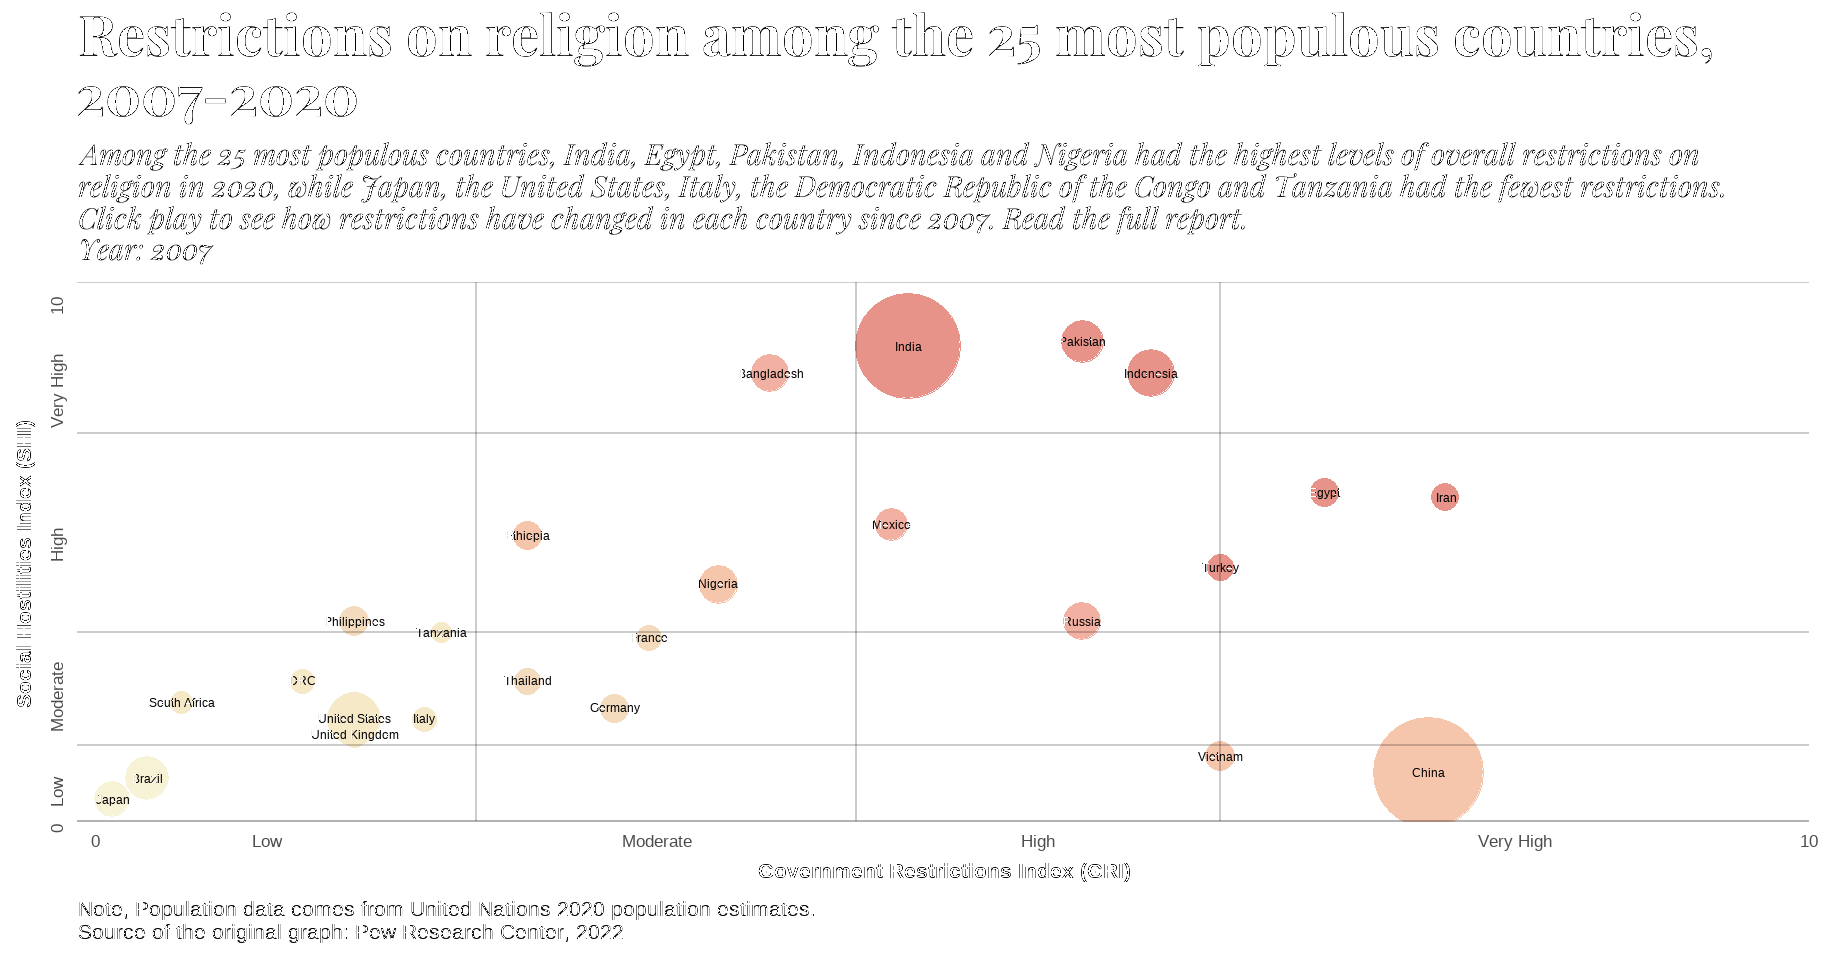 Restrictions on religion among the 25 most populous countries,
2007-2020
Among the 25 most populous countries, India, Egypt, Pakistan, Indonesia and Nigeria had the highest levels of overall restrictions on
religion in 2020, while Japan, the United States, Italy, the Democratic Republic of the Congo and Tanzania had the fewest restrictions.
Click play to see how restrictions have changed in each country since 2007. Read the full report.
Year: 2007
10
Very High
High
Moderate
Low
0
Social Hostilities Index (SHI)
India
Pakistan
Bangladesh
Indonesia
Egypt
Iran
Mexico
Ethiopia
Turkey
Nigeria
Philippines
Russia
Tanzania
France
DRC
Thailand
South Africa
Germany
United States
Italy
United Kingdom
Vietnam
China
Brazil
Japan
0
Low
Moderate
High
Very High
10
Government Restrictions Index (GRI)
Note, Population data comes from United Nations 2020 population estimates.
Source of the original graph: Pew Research Center, 2022